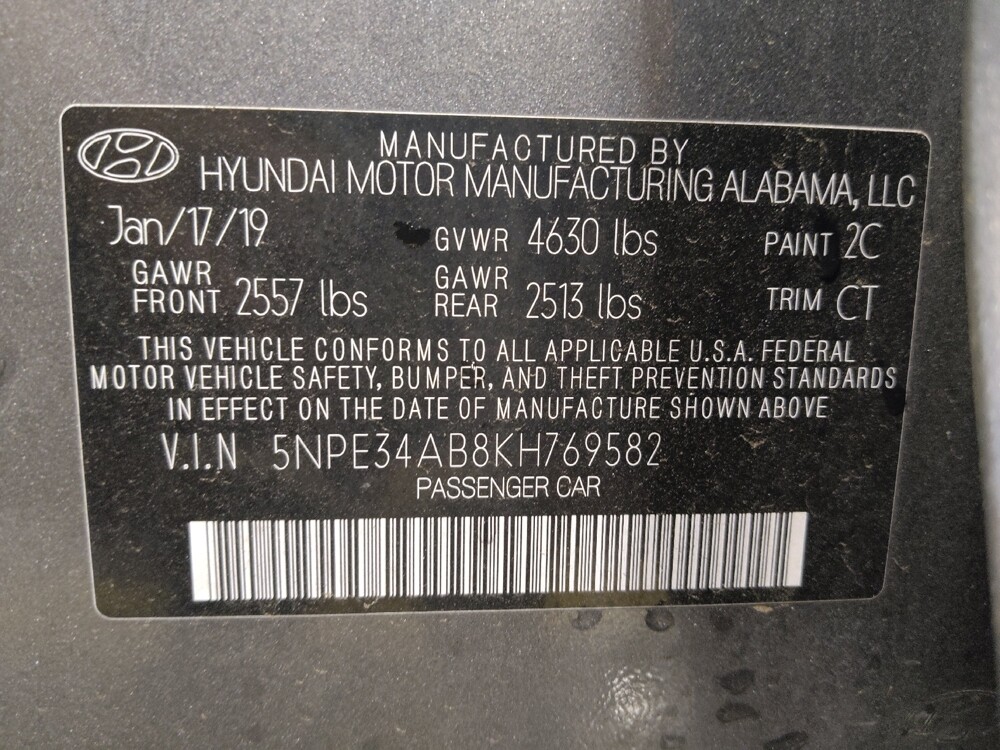 MANUFACTURED BY
HYUNDAI MOTOR MANUFACTURING ALABAMA, LLC
Jan/17/19 GVWR 4630 lbs PAINT 2C
GAWR FRONT 2557 lbs GAWR REAR 2513 lbs TRIM CT
THIS VEHICLE CONFORMS TO ALL APPLICABLE U.S.A. FEDERAL
MOTOR VEHICLE SAFETY, BUMPER, AND THEFT PREVENTION STANDARDS
IN EFFECT ON THE DATE OF MANUFACTURE SHOWN ABOVE
V.I.N 5NPE34AB8KH769582
PASSENGER CAR